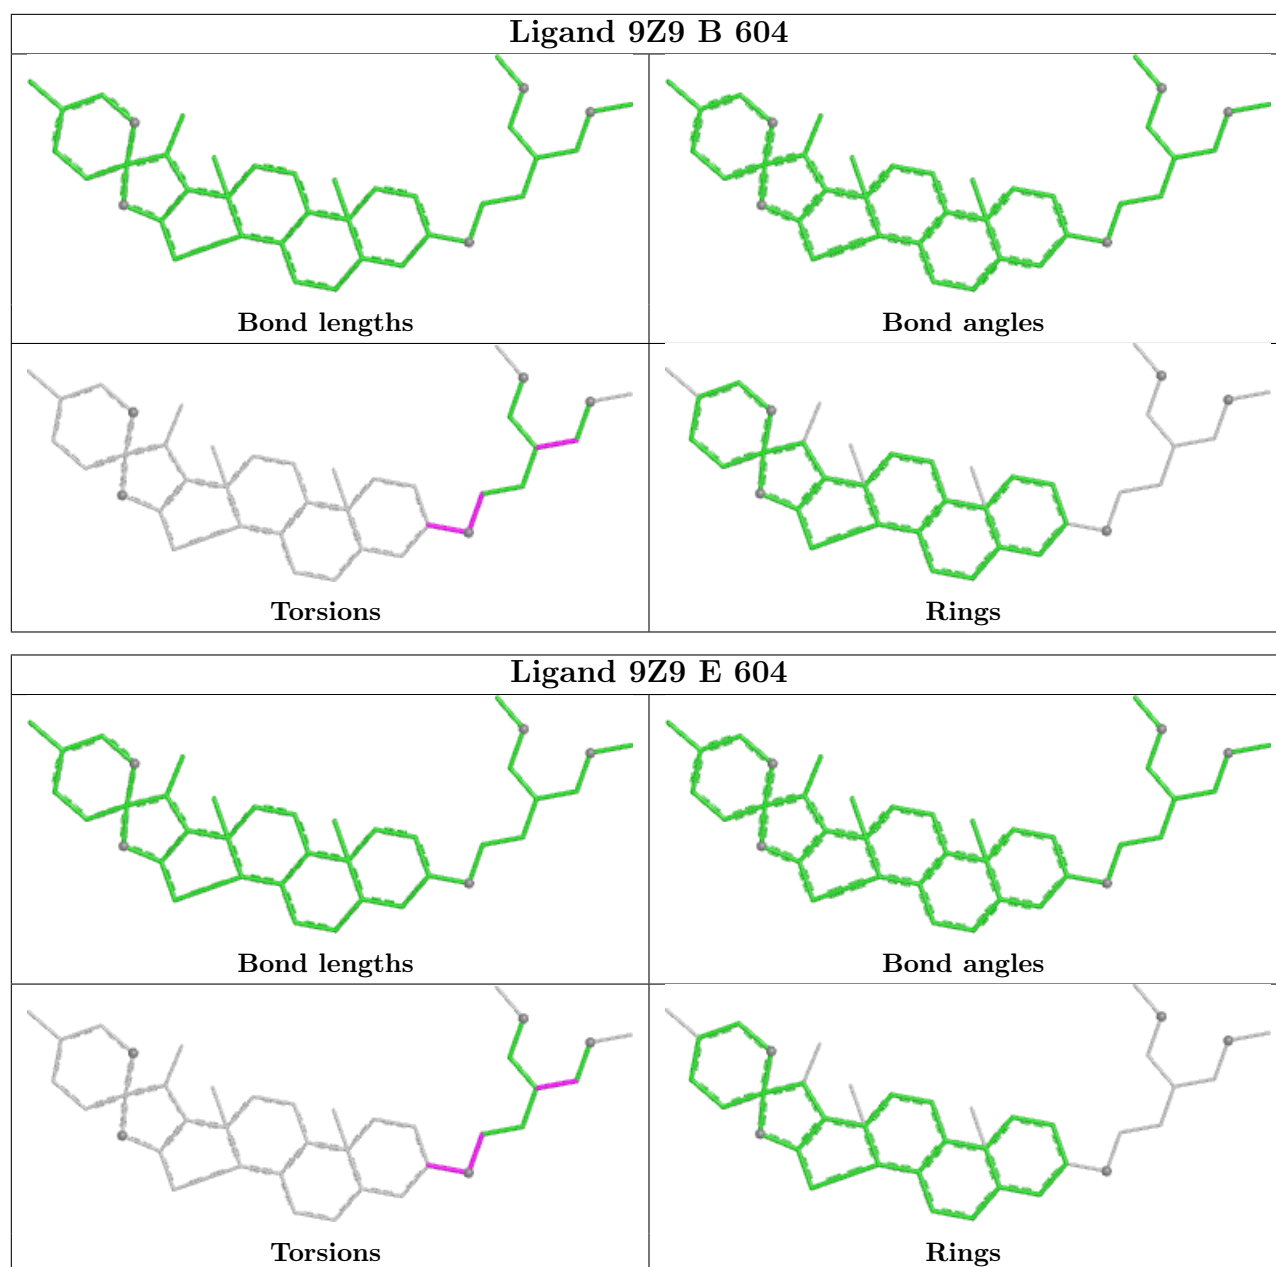 Ligand 9Z9 B 604
Bond lengths
Bond angles
Torsions
Rings
Ligand 9Z9 E 604
Bond lengths
Bond angles
Torsions
Rings